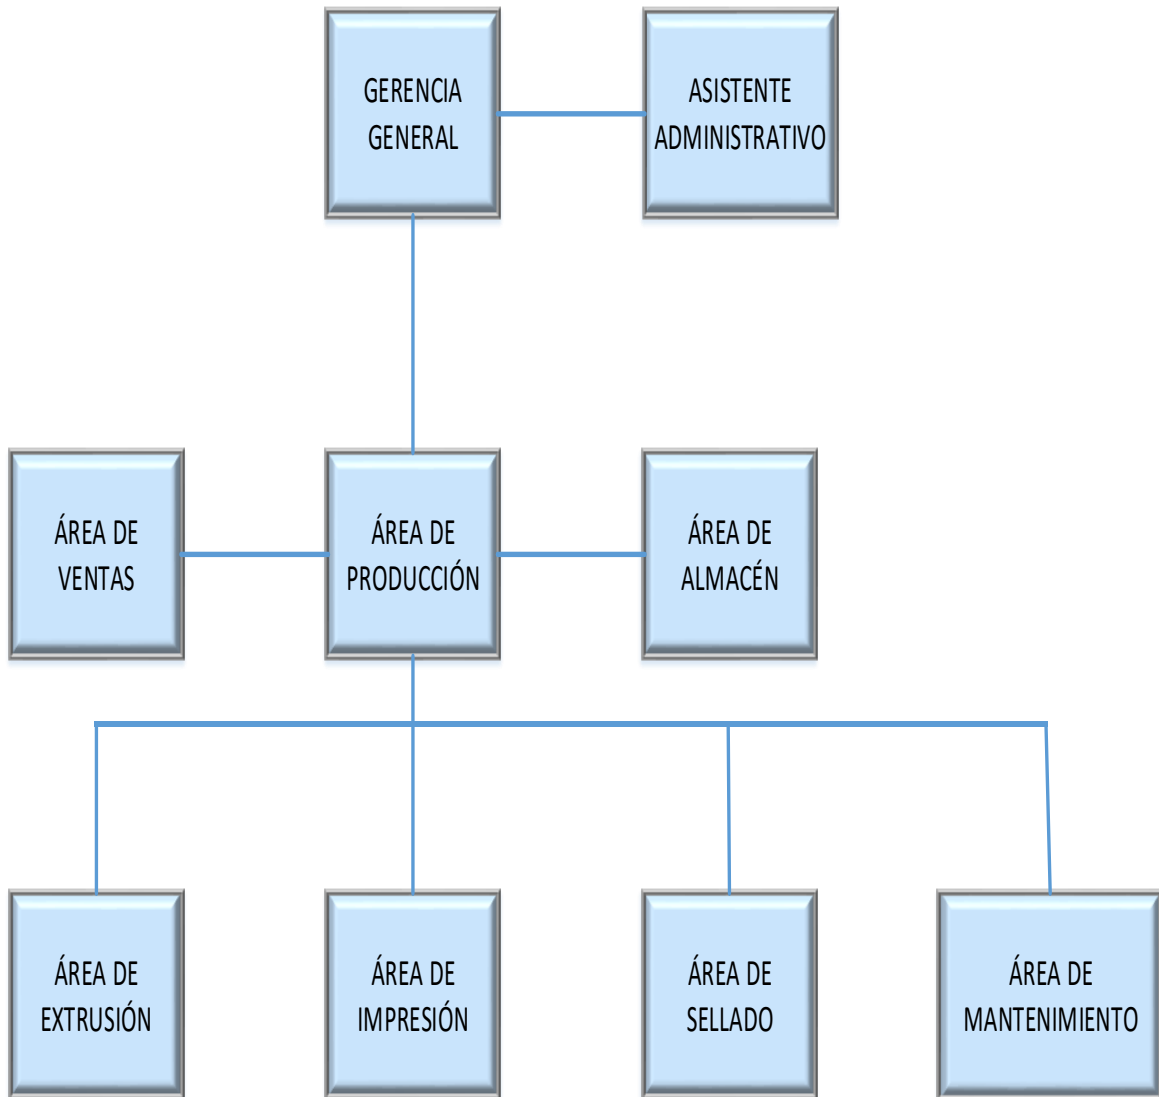 GERENCIA
GENERAL
ASISTENTE
ADMINISTRATIVO
ÁREA DE
VENTAS
ÁREA DE
PRODUCCIÓN
ÁREA DE
ALMACÉN
ÁREA DE
EXTRUSIÓN
ÁREA DE
IMPRESIÓN
ÁREA DE
SELLADO
ÁREA DE
MANTENIMIENTO